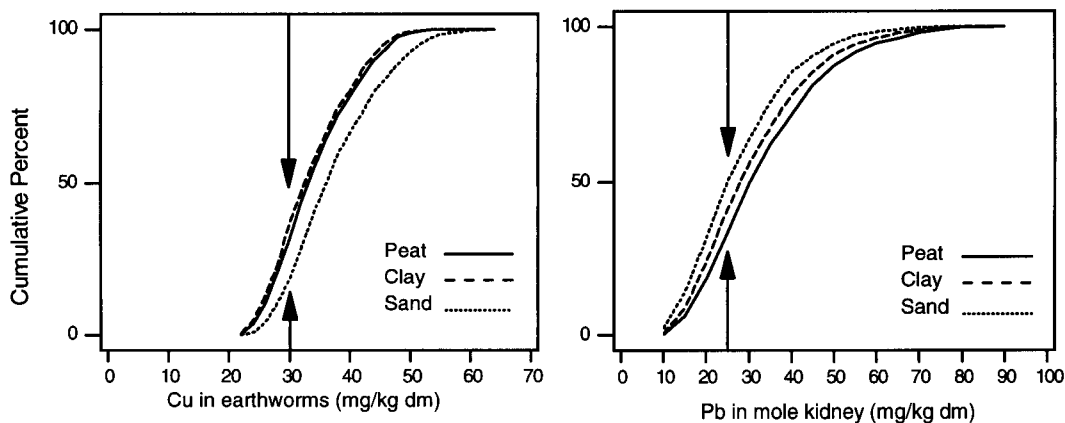 Cumulative Percent
100
50
0
Peat
Clay
Sand
0 10 20 30 40 50 60 70
Cu in earthworms (mg/kg dm)
100
50
0
Peat
Clay
Sand
0 10 20 30 40 50 60 70 80 90 100
Pb in mole kidney (mg/kg dm)